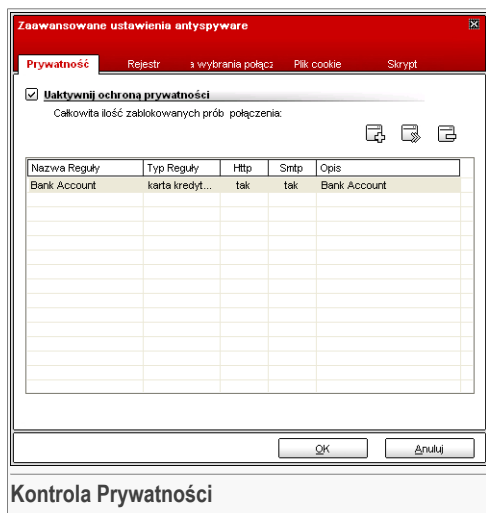 Zaawansowane ustawienia antyspyware
Prywatność Rejestr a wybrania połącz Plik cookie Skrypt
Uaktywnij ochroną prywatności
Całkowita ilość zablokowanych prób połączenia:
Nazwa Reguły Typ Reguły Http Smtp Opis
Bank Account karta kredyt... tak tak Bank Account
OK Anuluj
Kontrola Prywatności